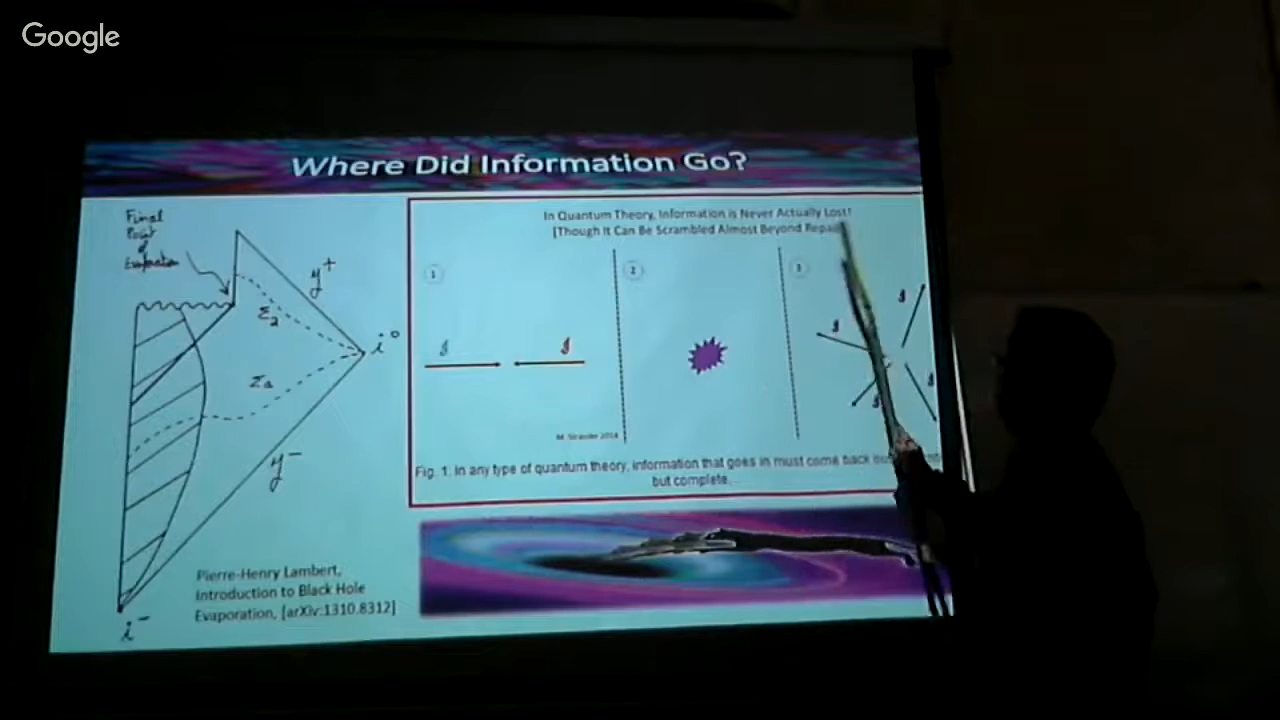 Google
Where Did Information Go?
Final
Point
of
Evaporation
y+
Σ2
i°
Σ1
y-
i-
Pierre-Henry Lambert,
Introduction to Black Hole
Evaporation, [arXiv:1310.8312]
In Quantum Theory, Information is Never Actually Lost!
[Though It Can Be Scrambled Almost Beyond
1
2
3
M. Strassler 2014
Fig. 1: In any type of quantum theory, information that goes in must come back
but complete.